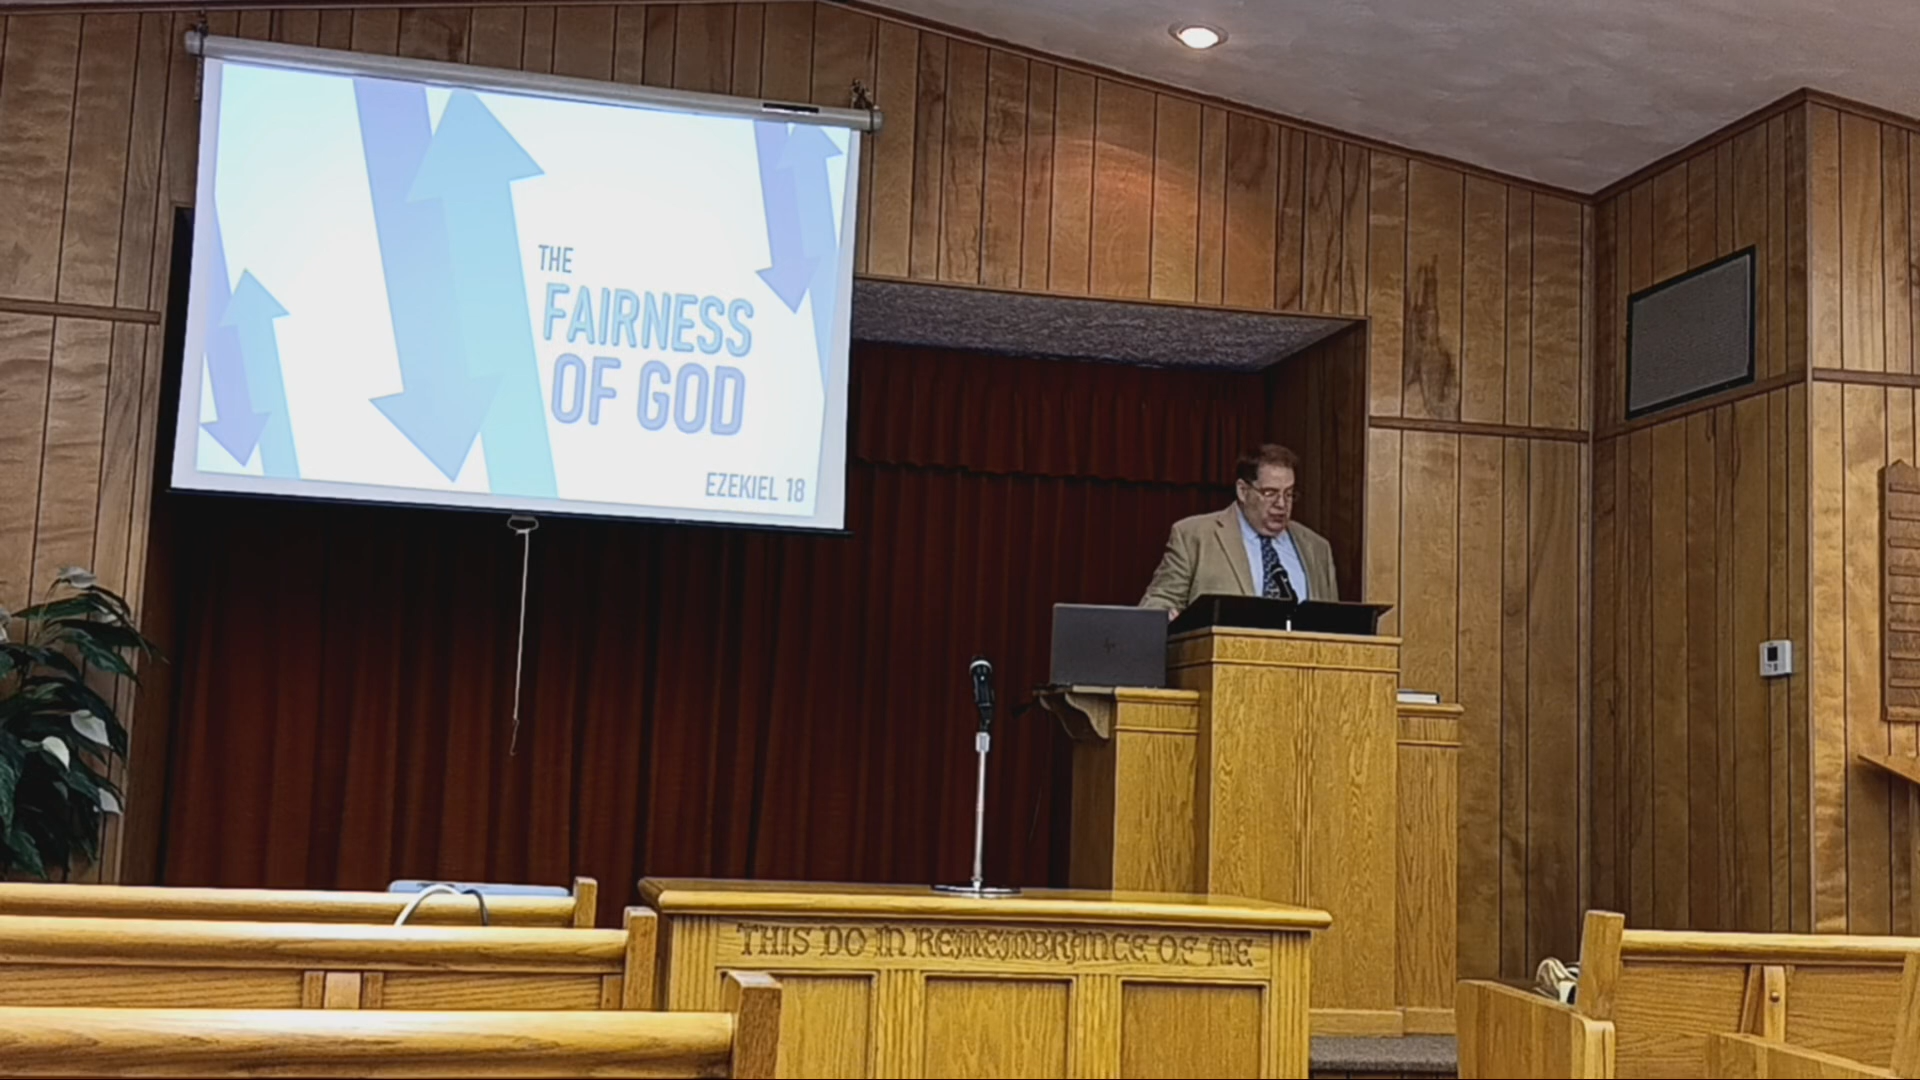 THE
FAIRNESS
OF GOD
EZEKIEL 18
THIS DO IN REMEMBRANCE OF ME